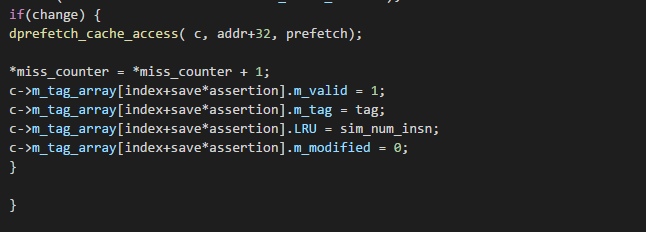 if(change) {
dprefetch_cache_access( c, addr+32, prefetch);
*miss_counter = *miss_counter + 1;
c->m_tag_array[index+save*assertion].m_valid = 1;
c->m_tag_array[index+save*assertion].m_tag = tag;
c->m_tag_array[index+save*assertion].LRU = sim_num_insn;
c->m_tag_array[index+save*assertion].m_modified = 0;
}
}